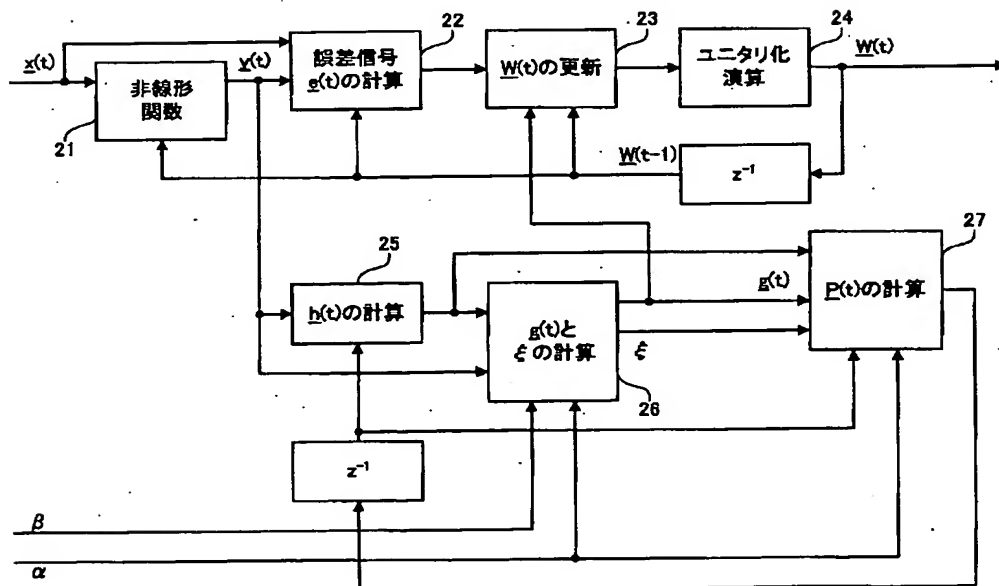 22
23
24
x(t)
v(t)
誤差信号
e(t)の計算
W(t)の更新
ユニタリ化
演算
W(t)
非線形
関数
21
W(t-1)
z⁻¹
25
27
h(t)の計算
g(t)と
ξの計算
g(t)
ξ
P(t)の計算
26
z⁻¹
β
α